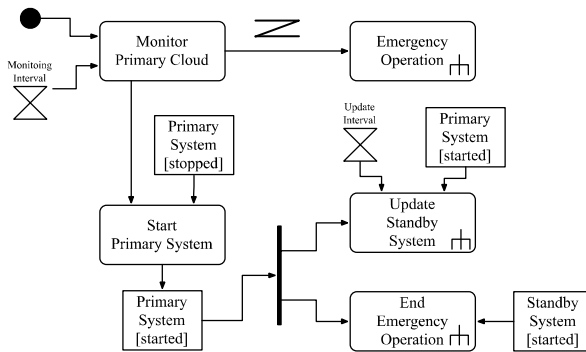 Monitor
Primary Cloud
Emergency
Operation
Monitoing
Interval
Primary
System
[stopped]
Update
Interval
Primary
System
[started]
Start
Primary System
Update
Standby
System
Primary
System
[started]
End
Emergency
Operation
Standby
System
[started]